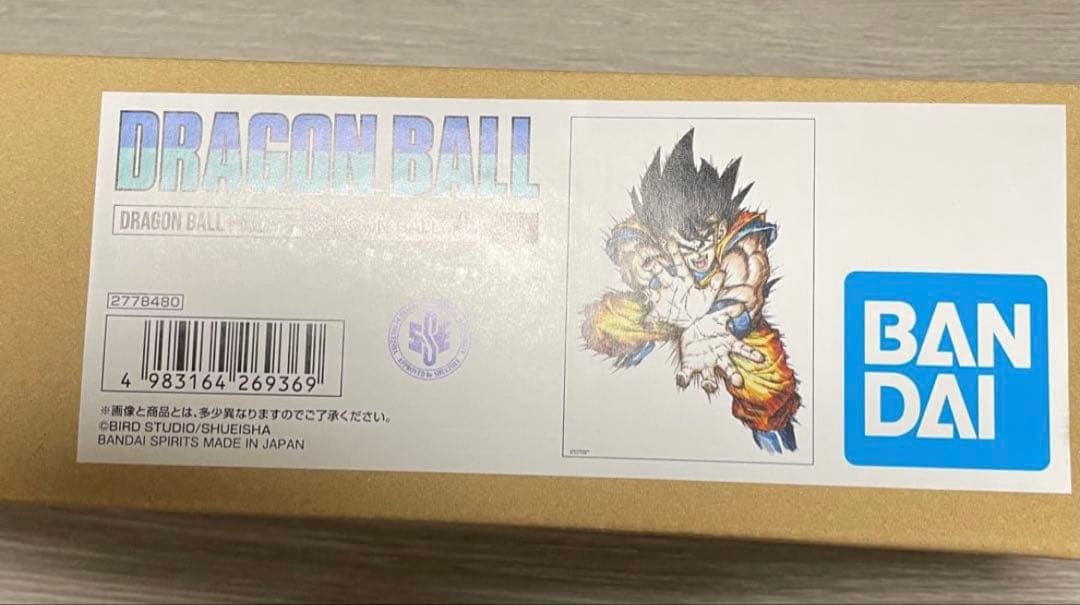 DRAGON BALL
DRAGON BALL
2778480
4 983164 269369
※画像と商品とは、多少異なりますのでご了承ください。
©BIRD STUDIO/SHUEISHA
BANDAI SPIRITS MADE IN JAPAN
BAN
DAI